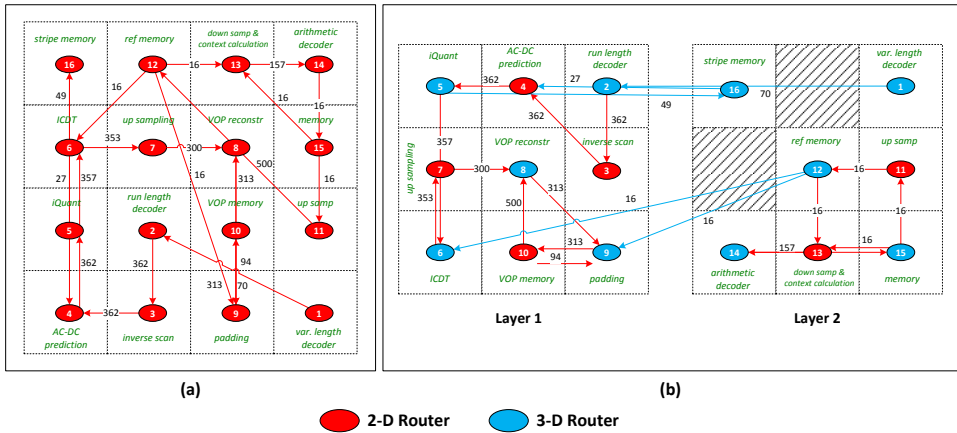 stripe memory
ref memory
down samp &
context calculation
arithmetic
decoder
16
12
16
13
157
14
49
16
16
16
ICDT
up sampling
VOP reconstr
memory
6
353
7
300
8
15
27
357
16
313
500
16
iQuant
run length
decoder
VOP memory
up samp
5
2
10
11
362
362
94
313
70
4
362
3
9
1
AC-DC
prediction
inverse scan
padding
var. length
decoder
(a)
iQuant
AC-DC
prediction
run length
decoder
stripe memory
var. length
decoder
5
362
4
27
2
16
70
1
49
362
362
357
VOP reconstr
inverse scan
ref memory
up samp
up sampling
7
300
8
3
12
16
11
353
313
500
16
16
16
16
6
10
313
94
9
14
157
13
16
15
ICDT
VOP memory
padding
arithmetic
decoder
down samp &
context calculation
memory
Layer 1
Layer 2
(b)
2-D Router
3-D Router